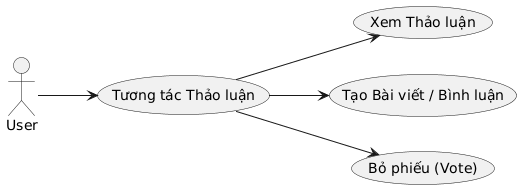 Xem Thảo luận
User
Tương tác Thảo luận
Tạo Bài viết / Bình luận
Bỏ phiếu (Vote)